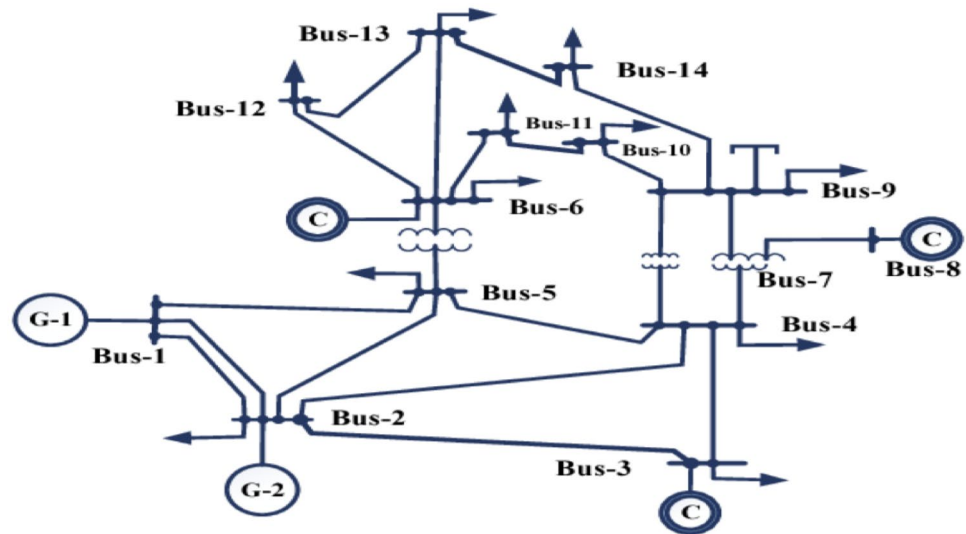 Bus-13
Bus-14
Bus-12
Bus-11
Bus-10
Bus-9
Bus-6
C
C
Bus-7
Bus-8
Bus-5
G-1
Bus-4
Bus-1
Bus-2
Bus-3
G-2
C